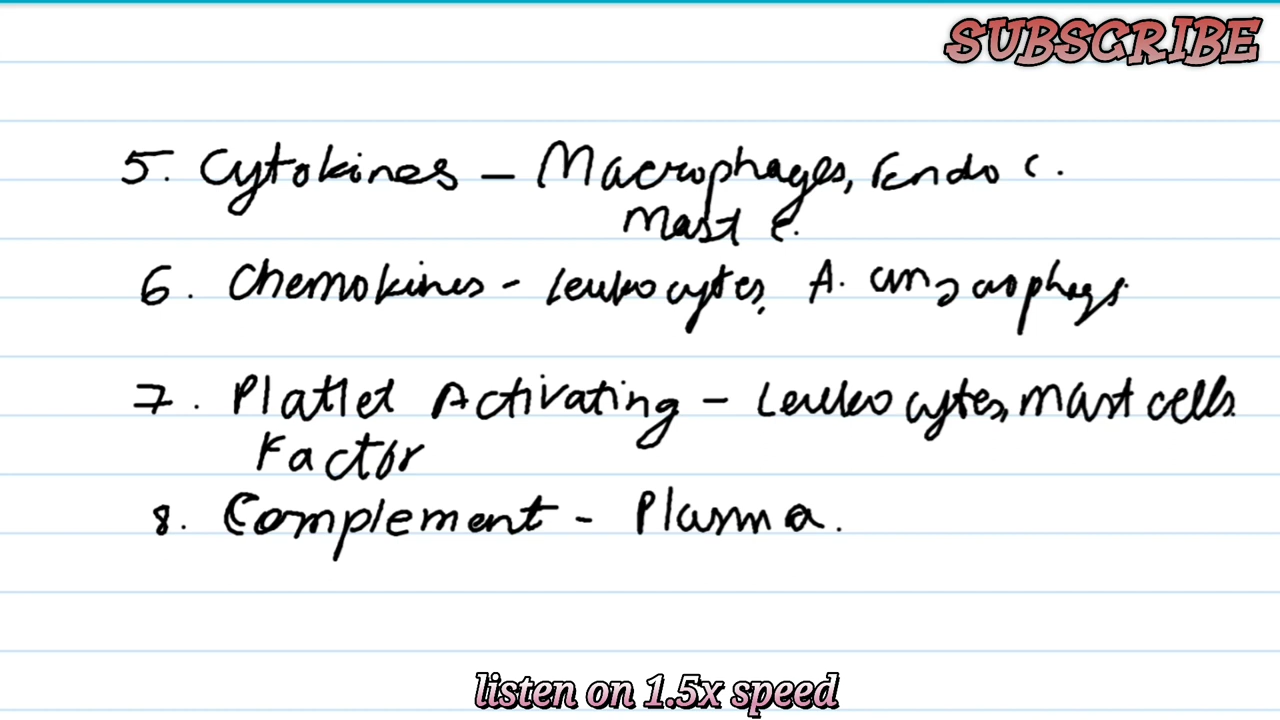 SUBSCRIBE
5. Cytokines - Macrophages, Endo C.
Mast C.
6. Chemokines - Leukocytes, A.
7. Platlet Activating - Leukocytes, Mast cells.
Factor
8. Complement - Plasma.
listen on 1.5x speed